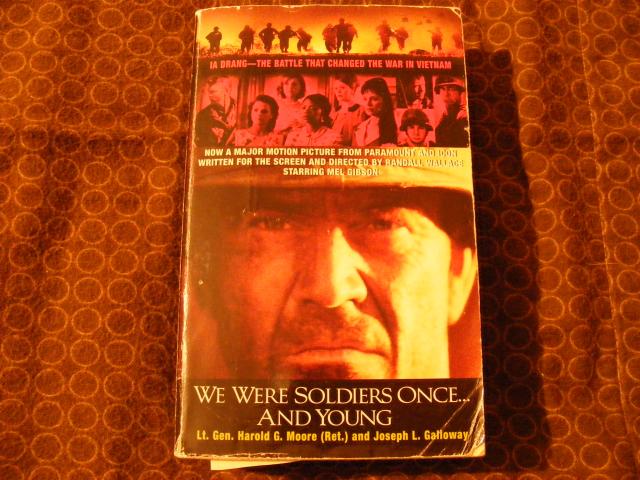 IA DRANG—THE BATTLE THAT CHANGED THE WAR IN VIETNAM
NOW A MAJOR MOTION PICTURE FROM PARAMOUNT AND ICON
WRITTEN FOR THE SCREEN AND DIRECTED BY RANDALL WALLACE
STARRING MEL GIBSON
WE WERE SOLDIERS ONCE...
AND YOUNG
Lt. Gen. Harold G. Moore (Ret.) and Joseph L. Galloway